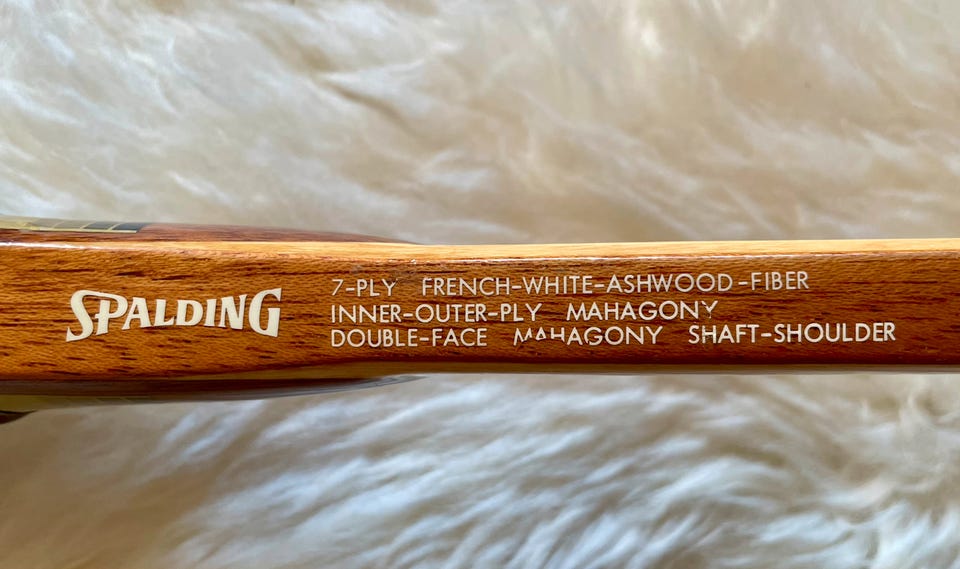 SPALDING
7-PLY FRENCH-WHITE-ASHWOOD-FIBER
INNER-OUTER-PLY MAHAGONY
DOUBLE-FACE MAHAGONY SHAFT-SHOULDER